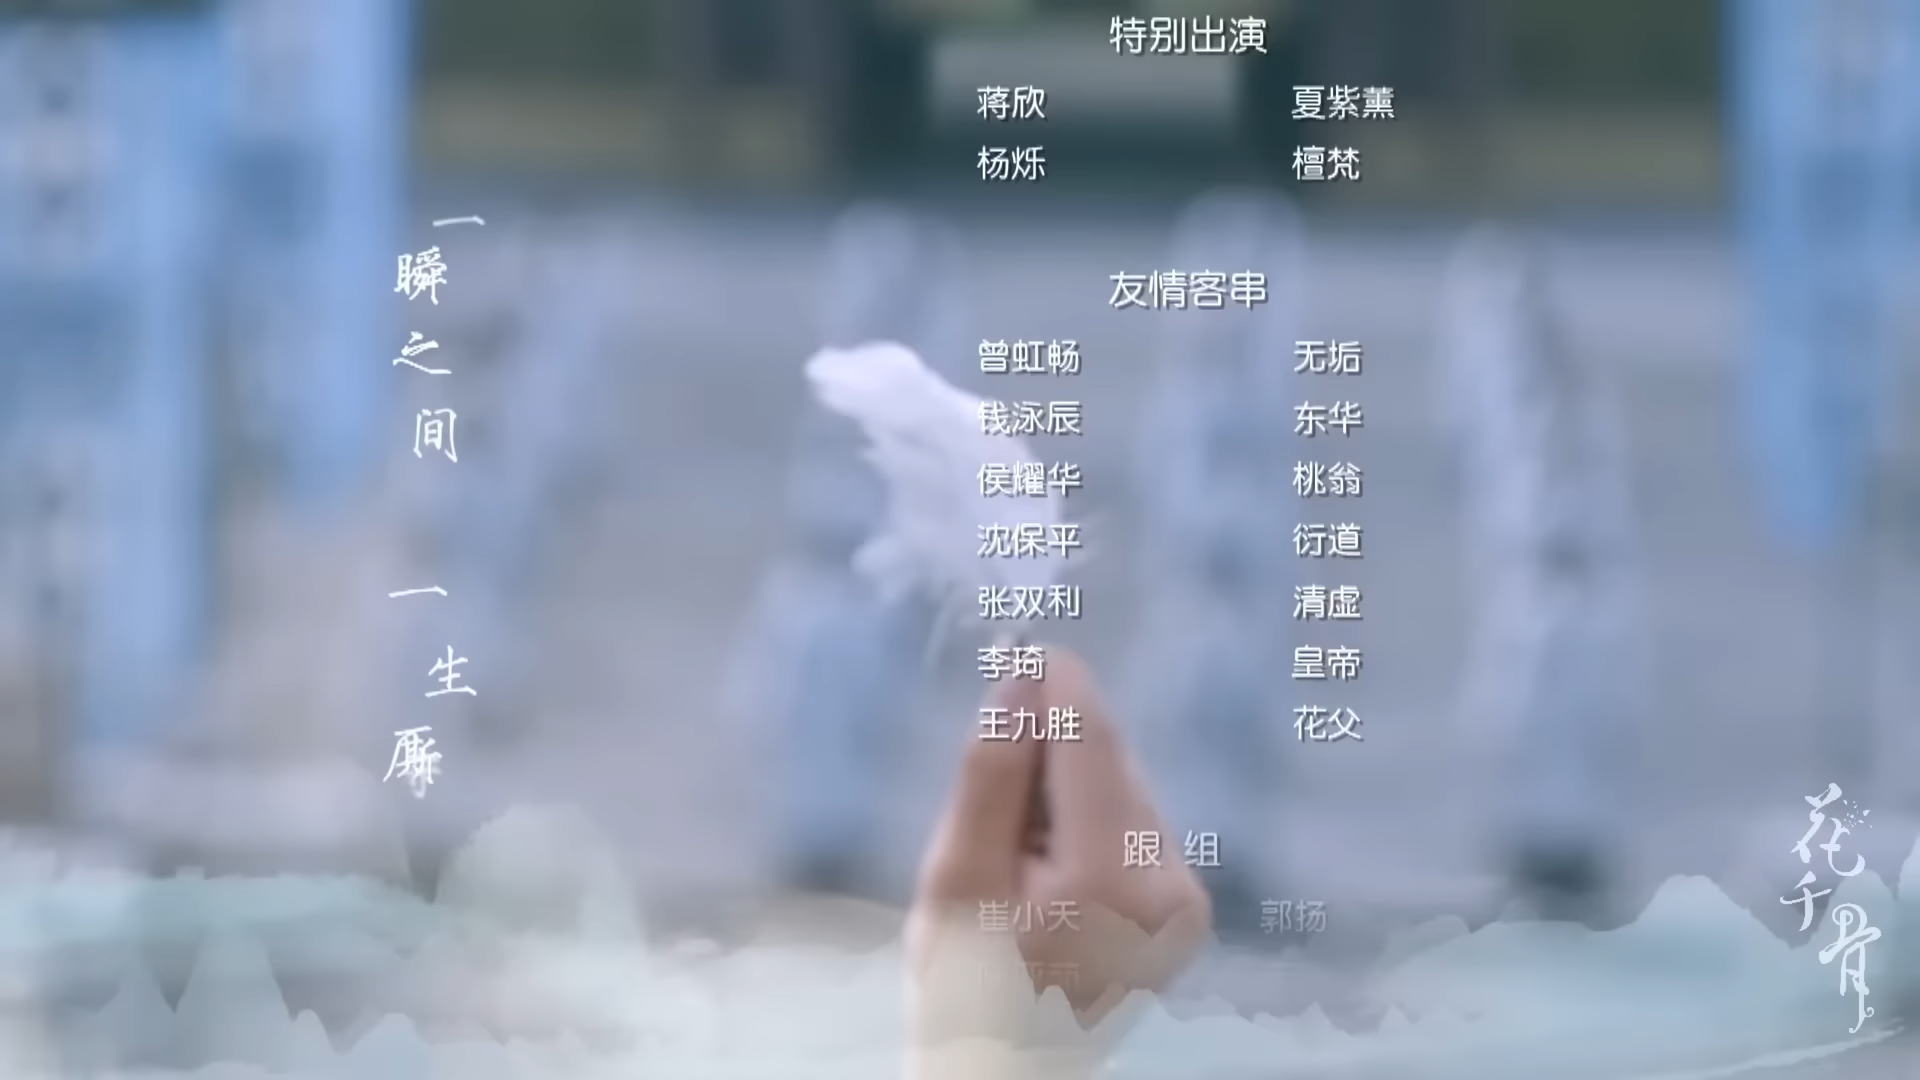 特别出演
蒋欣 夏紫薰
杨烁 檀梵
友情客串
曾虹畅 无垢
钱泳辰 东华
侯耀华 桃翁
沈保平 衍道
张双利 清虚
李琦 皇帝
王九胜 花父
跟 组
崔小天 郭扬
一瞬之间 一生厮
花千骨